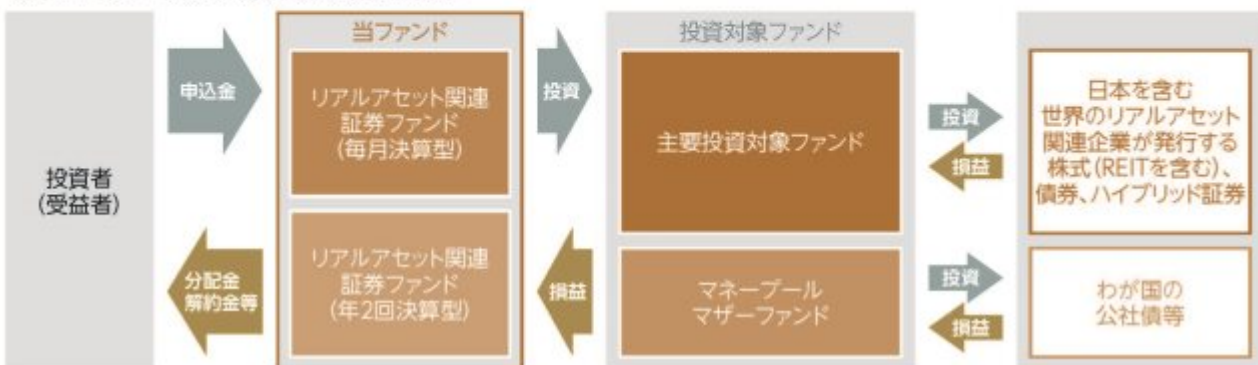 投資者
(受益者)
申込金
分配金
解約金等
当ファンド
リアルアセット関連
証券ファンド
(毎月決算型)
リアルアセット関連
証券ファンド
(年2回決算型)
投資
損益
投資対象ファンド
主要投資対象ファンド
マネープール
マザーファンド
投資
損益
投資
損益
日本を含む
世界のリアルアセット
関連企業が発行する
株式(REITを含む)、
債券、ハイブリッド証券
わが国の
公社債等